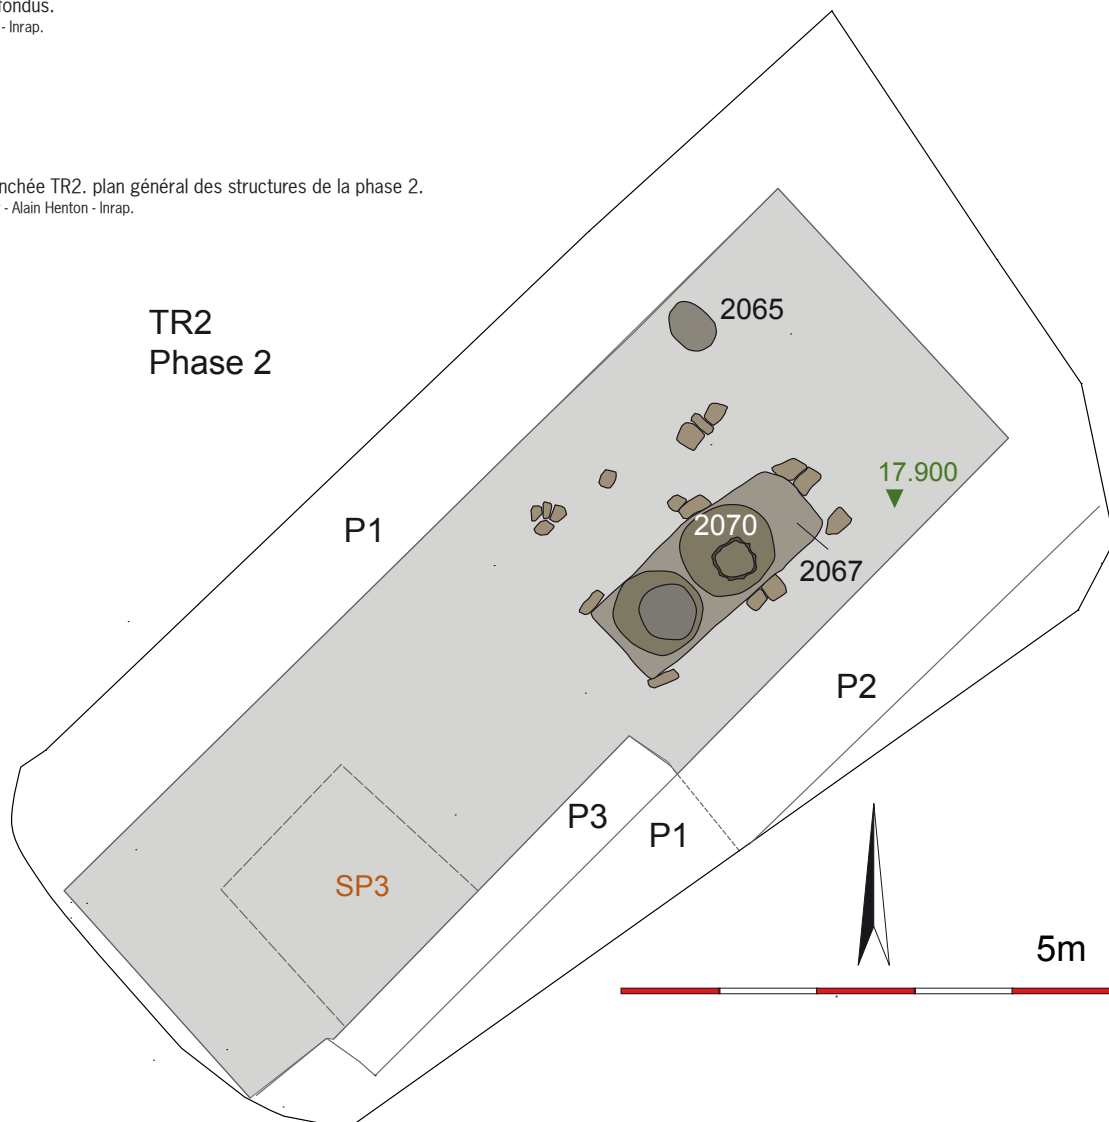 fondus.
- Inrap.
nchée TR2. plan général des structures de la phase 2.
- Alain Henton - Inrap.
TR2
Phase 2
2065
17.900
P1
2070
2067
P2
P3
P1
SP3
5m